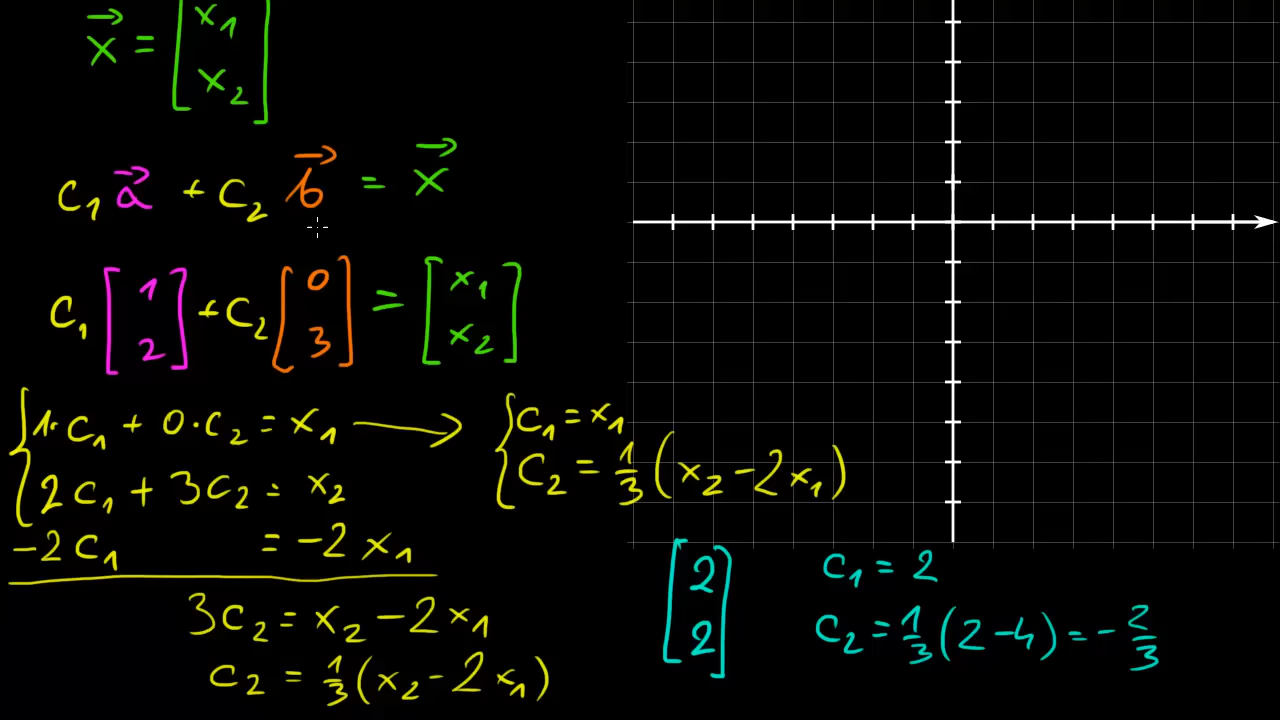 x⃗ = [x₁ x₂]
c₁ a⃗ + c₂ b⃗ = x⃗
c₁ [1 2] + c₂ [0 3] = [x₁ x₂]
1·c₁ + 0·c₂ = x₁ → c₁ = x₁
2c₁ + 3c₂ = x₂
c₂ = 1/3 (x₂ − 2x₁)
−2c₁ = −2x₁
3c₂ = x₂ − 2x₁
c₂ = 1/3 (x₂ − 2x₁)
[2 2]
c₁ = 2
c₂ = 1/3 (2 − 4) = − 2/3